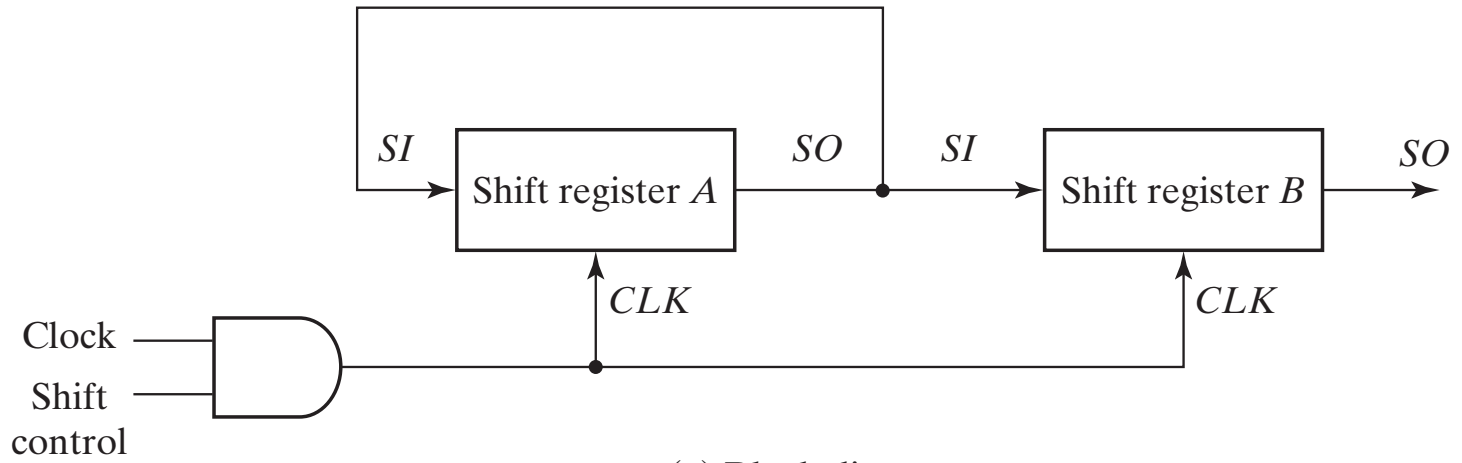 SI
SO
SI
SO
Shift register A
Shift register B
CLK
CLK
Clock
Shift
control